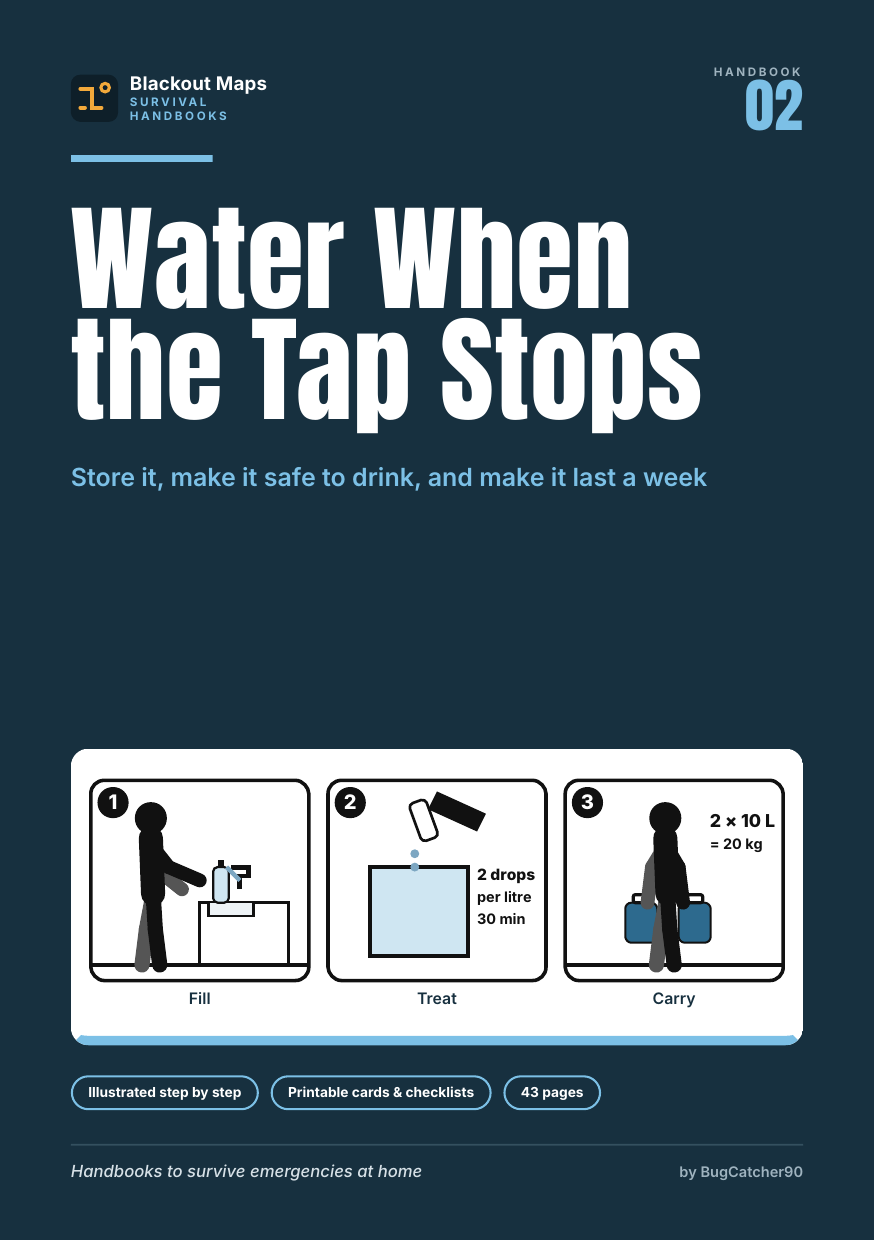 Blackout Maps
SURVIVAL
HANDBOOKS
HANDBOOK
02
Water When
the Tap Stops
Store it, make it safe to drink, and make it last a week
1
2
2 drops
per litre
30 min
3
2 × 10 L
= 20 kg
Fill
Treat
Carry
Illustrated step by step
Printable cards & checklists
43 pages
Handbooks to survive emergencies at home
by BugCatcher90